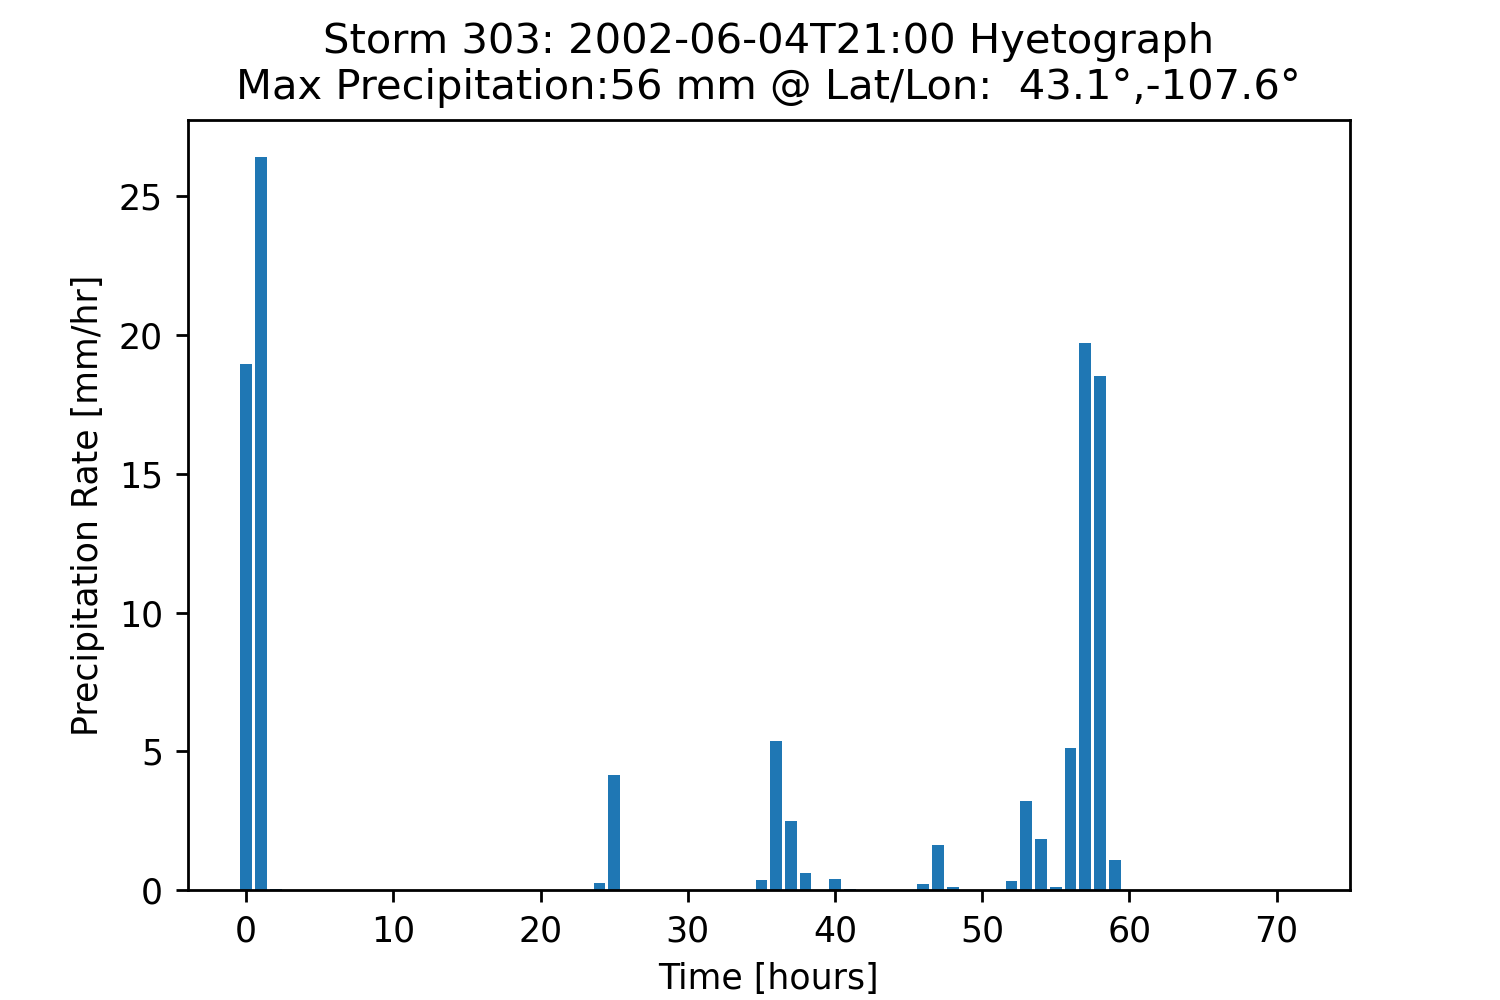 Storm 303: 2002-06-04T21:00 Hyetograph
Max Precipitation:56 mm @ Lat/Lon:  43.1°,-107.6°
25
20
15
10
5
0
Precipitation Rate [mm/hr]
0 10 20 30 40 50 60 70
Time [hours]